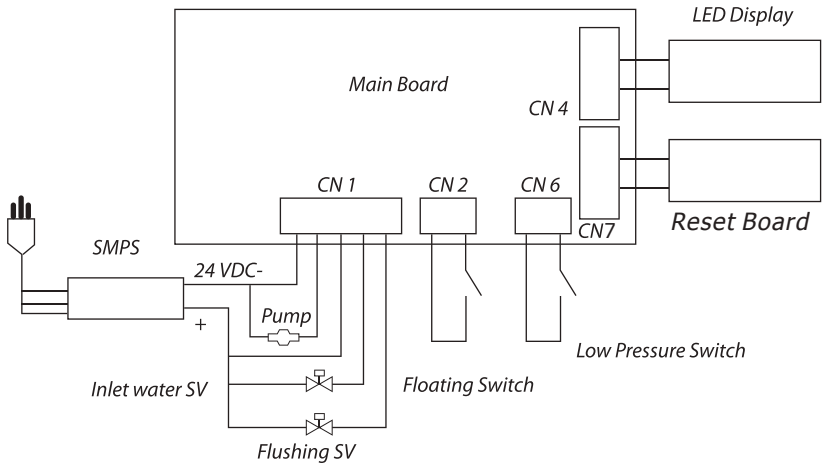 LED Display
Main Board
CN 4
CN 1
CN 2
CN 6
CN7
Reset Board
SMPS
24 VDC-
+
Pump
Low Pressure Switch
Inlet water SV
Floating Switch
Flushing SV